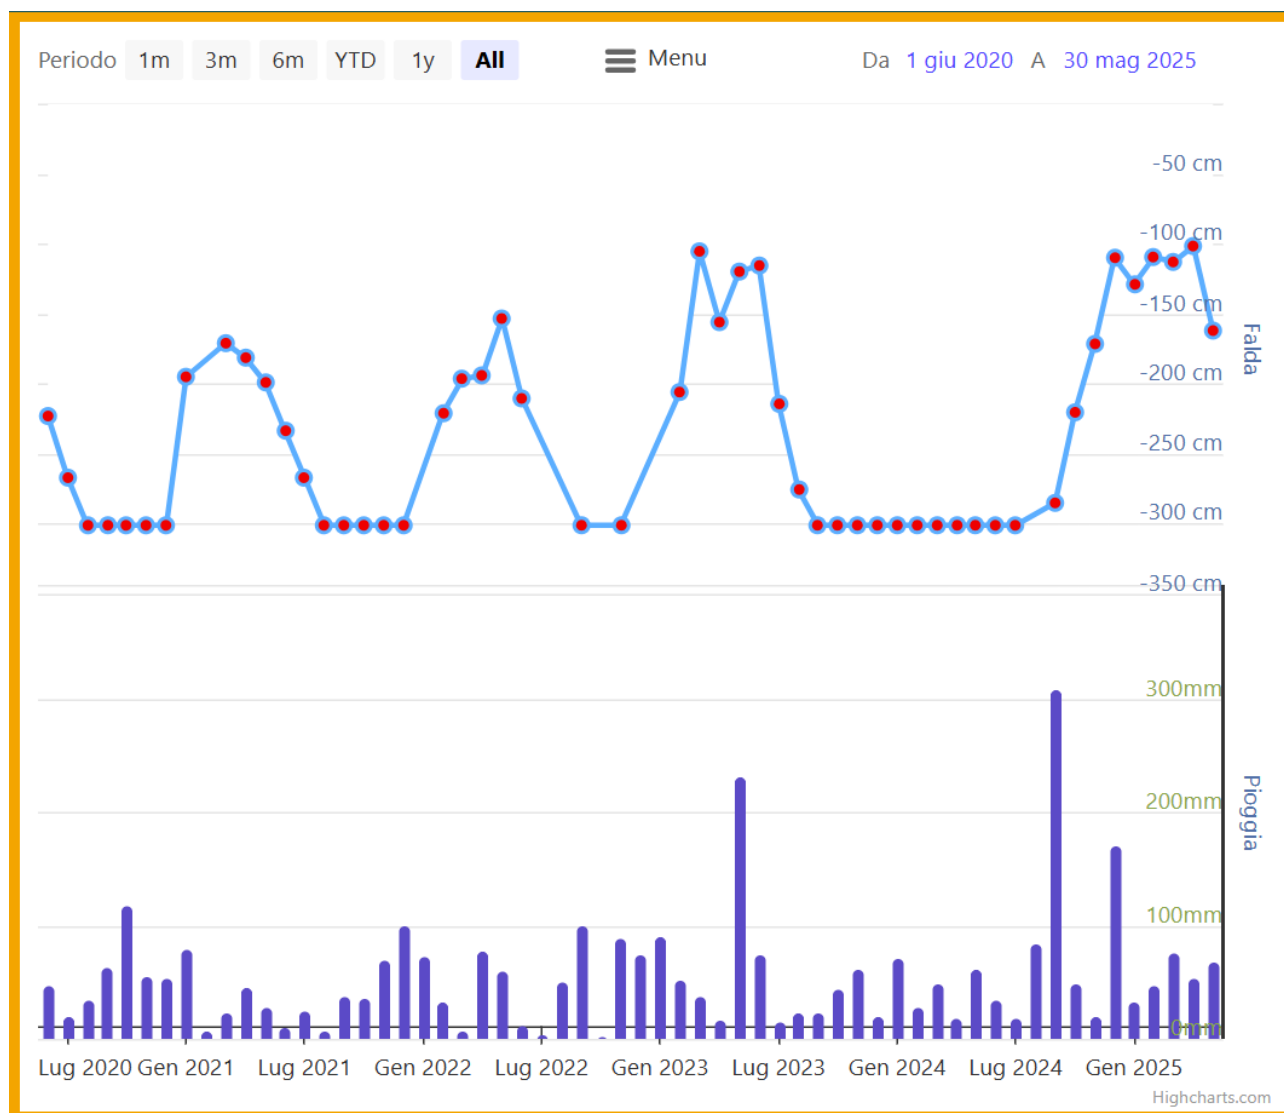 Periodo 1m 3m 6m YTD 1y All Menu Da 1 giu 2020 A 30 mag 2025
-50 cm
-100 cm
-150 cm
-200 cm
-250 cm
-300 cm
-350 cm
Falda
300mm
200mm
100mm
0mm
Pioggia
Lug 2020 Gen 2021 Lug 2021 Gen 2022 Lug 2022 Gen 2023 Lug 2023 Gen 2024 Lug 2024 Gen 2025
Highcharts.com